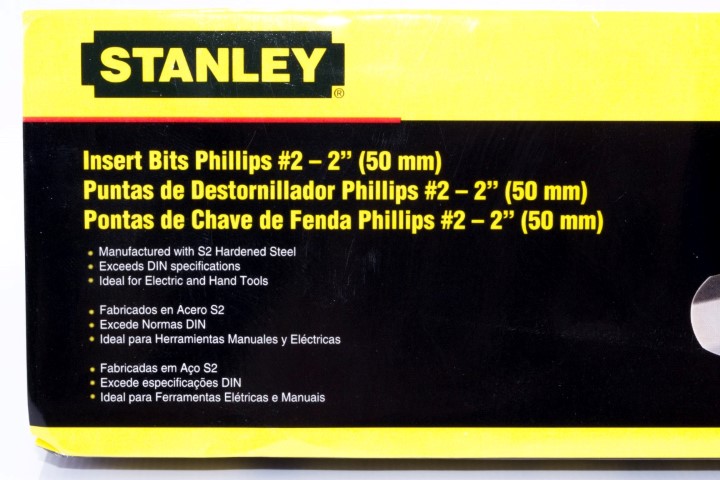 STANLEY®
Insert Bits Phillips #2 – 2” (50 mm)
Puntas de Destornillador Phillips #2 – 2” (50 mm)
Pontas de Chave de Fenda Phillips #2 – 2” (50 mm)
• Manufactured with S2 Hardened Steel
• Exceeds DIN specifications
• Ideal for Electric and Hand Tools
• Fabricados en Acero S2
• Excede Normas DIN
• Ideal para Herramientas Manuales y Eléctricas
• Fabricadas em Aço S2
• Excede especificações DIN
• Ideal para Ferramentas Elétricas e Manuais